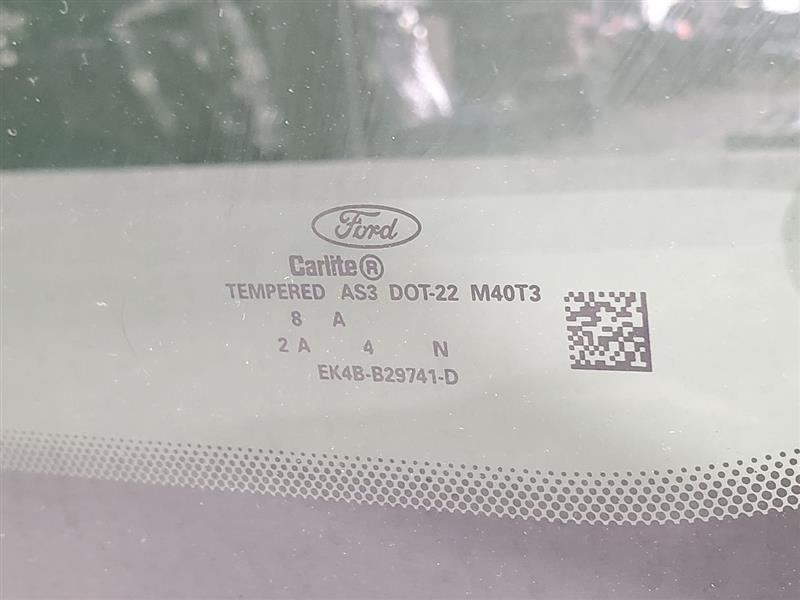 Ford
Carlite®
TEMPERED AS3 DOT-22 M40T3
8 A
2 A 4 N
EK4B-B29741-D